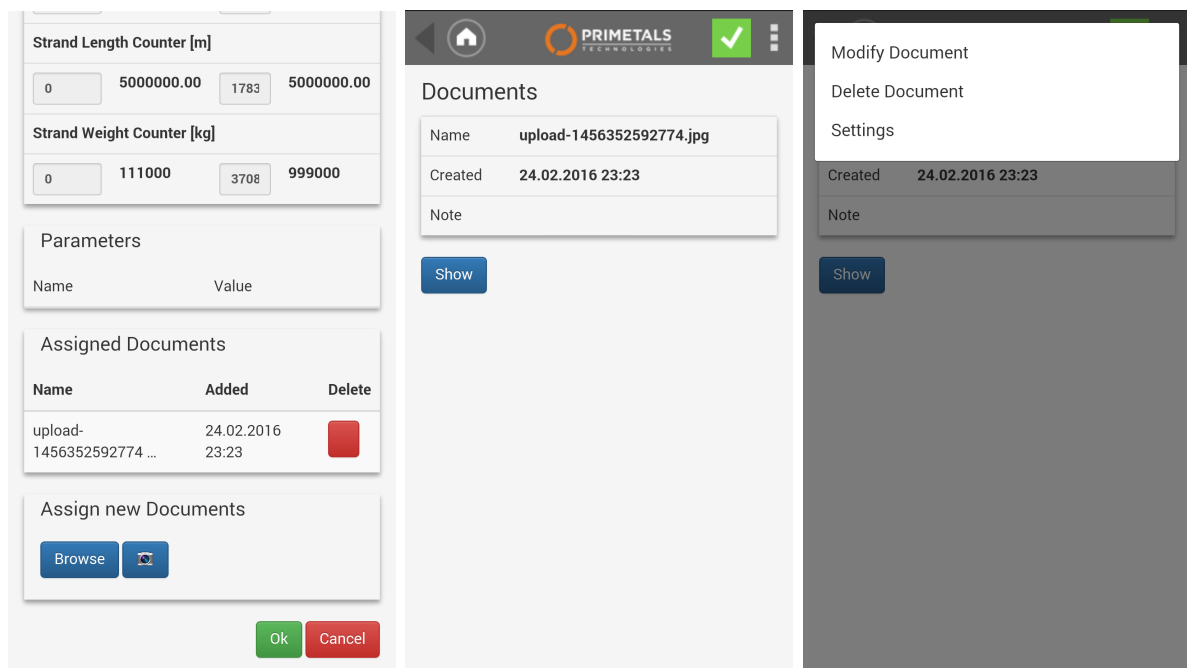 Strand Length Counter [m]
0 5000000.00 1783 5000000.00
Strand Weight Counter [kg]
0 111000 3708 999000
Parameters
Name Value
Assigned Documents
Name Added Delete
upload- 24.02.2016
1456352592774 ... 23:23
Assign new Documents
Browse
Ok Cancel
PRIMETALS
TECHNOLOGIES
Documents
Name upload-1456352592774.jpg
Created 24.02.2016 23:23
Note
Show
Modify Document
Delete Document
Settings
Created 24.02.2016 23:23
Note
Show